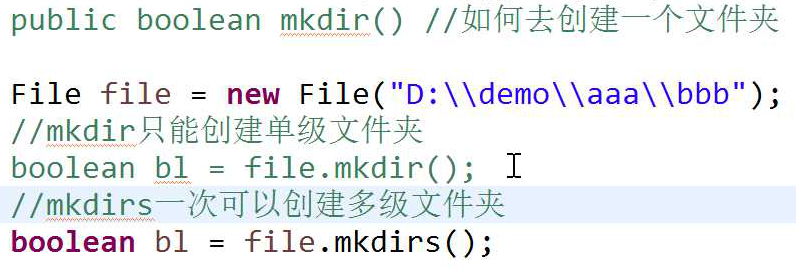 public boolean mkdir() //如何去创建一个文件夹
File file = new File("D:\\demo\\aaa\\bbb");
//mkdir只能创建单级文件夹
boolean bl = file.mkdir();
//mkdirs一次可以创建多级文件夹
boolean bl = file.mkdirs();